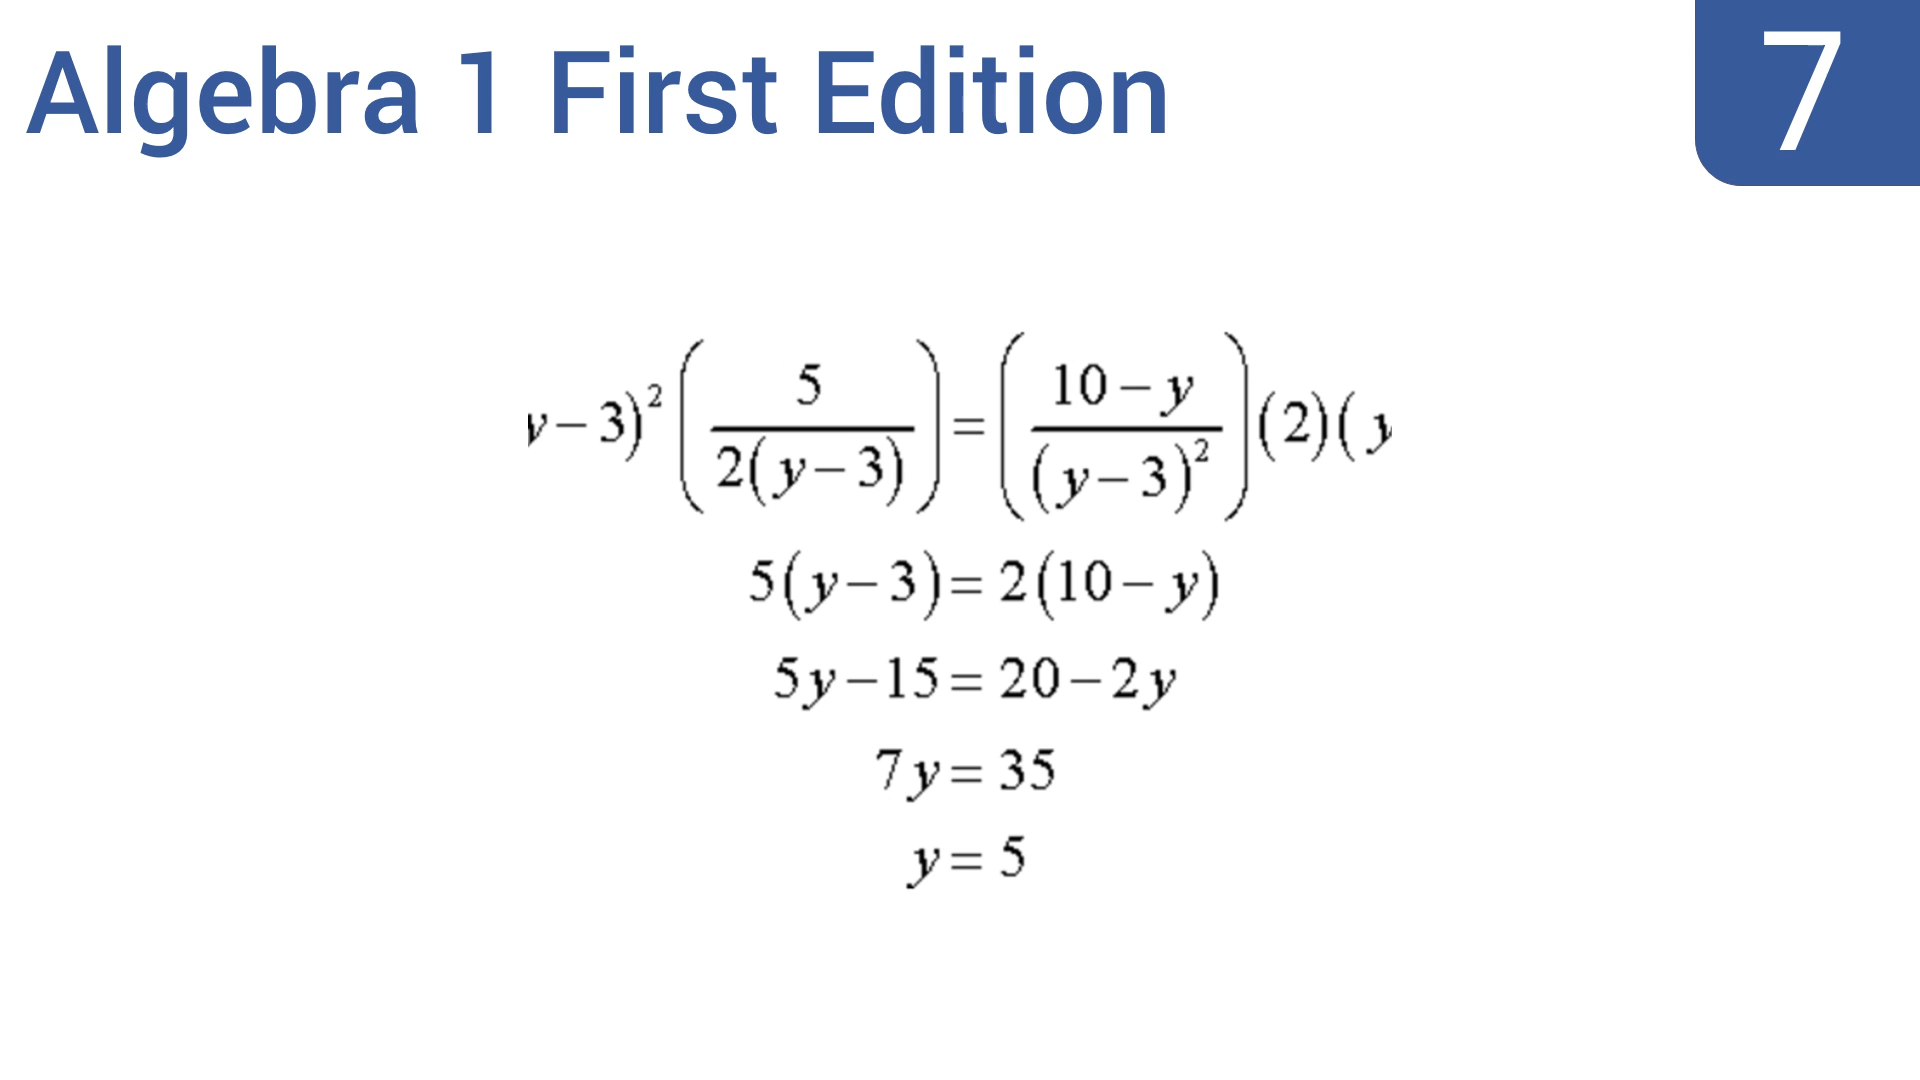 Algebra 1 First Edition
7
y−3)² (5/(2(y−3))) = ((10−y)/(y−3)²) (2)(y
5(y−3)= 2(10−y)
5y−15= 20−2y
7y= 35
y= 5